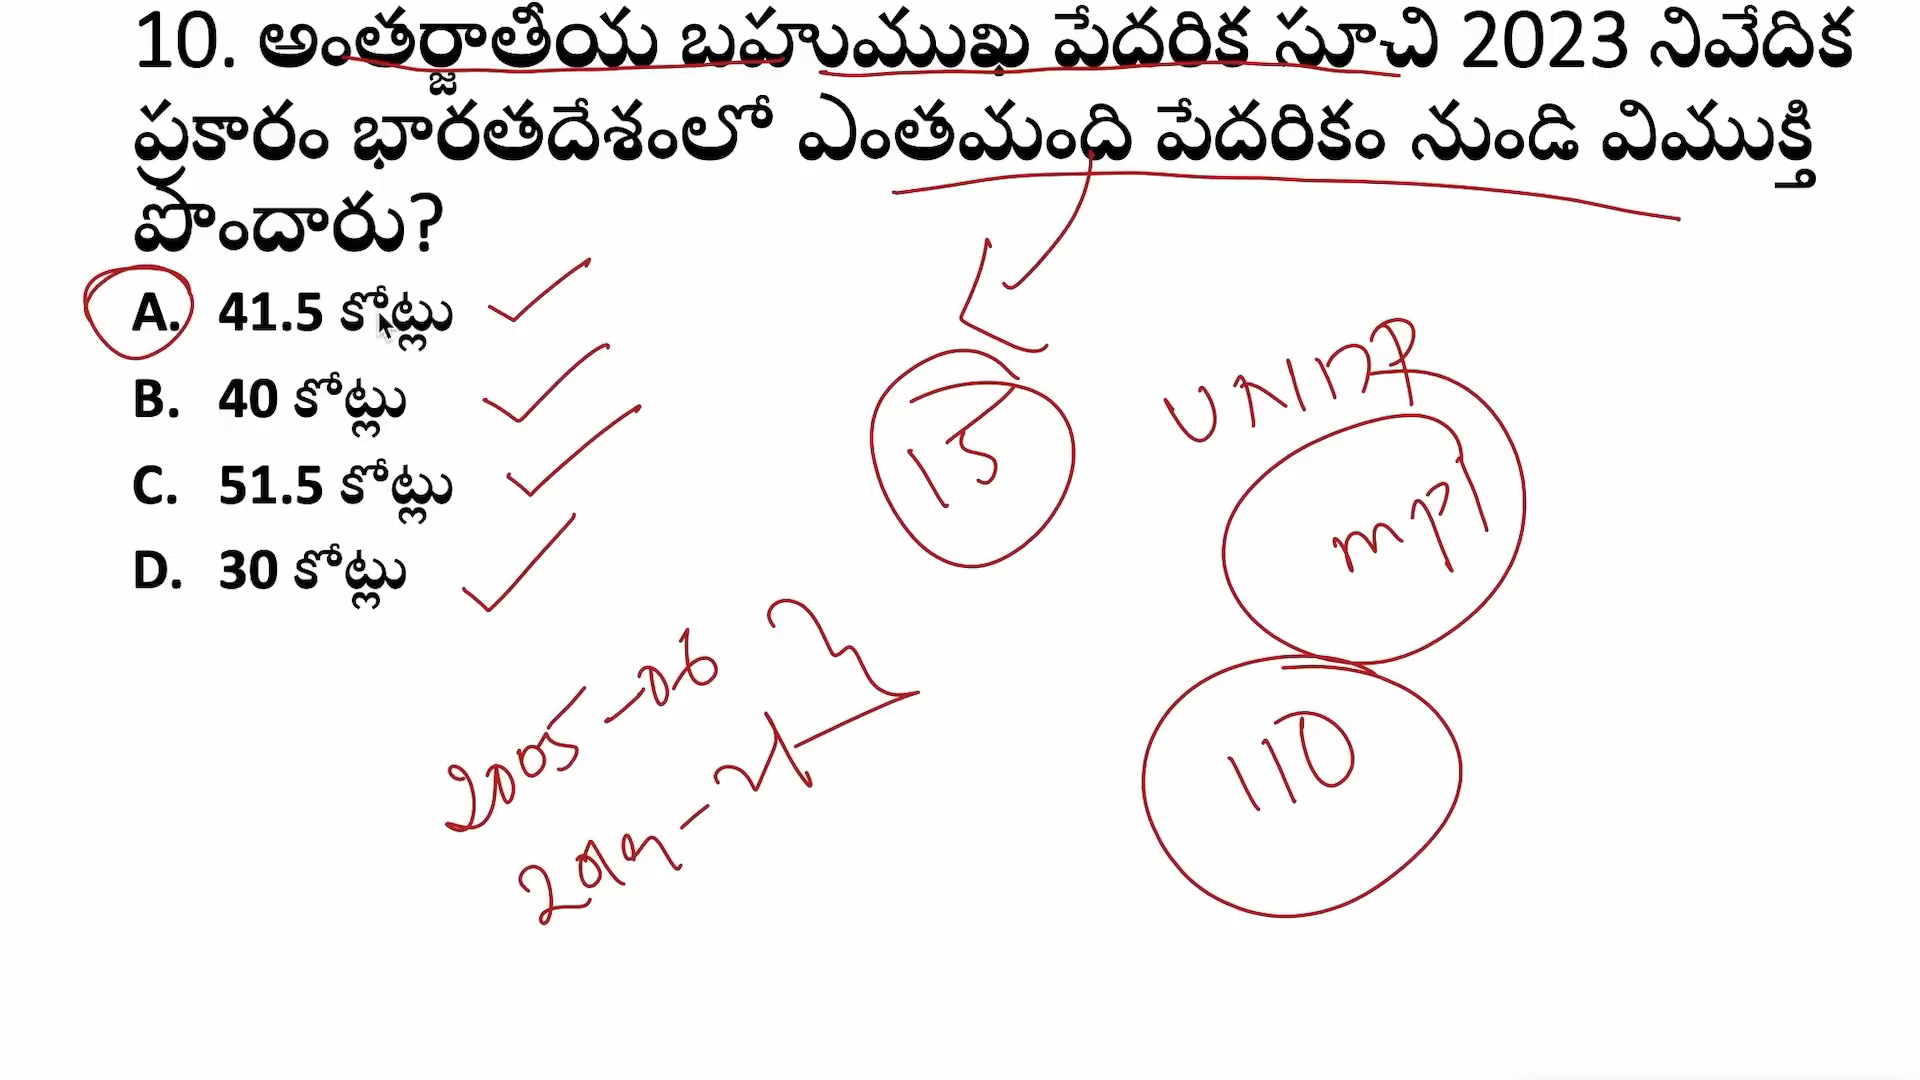 10. అంతర్జాతీయ బహుముఖ పేదరిక సూచి 2023 నివేదిక
ప్రకారం భారతదేశంలో ఎంతమంది పేదరికం నుండి విముక్తి
పొందారు?
A. 41.5 కోట్లు
B. 40 కోట్లు
C. 51.5 కోట్లు
D. 30 కోట్లు
15
UNDP
mPI
2005-06
2019-21
110